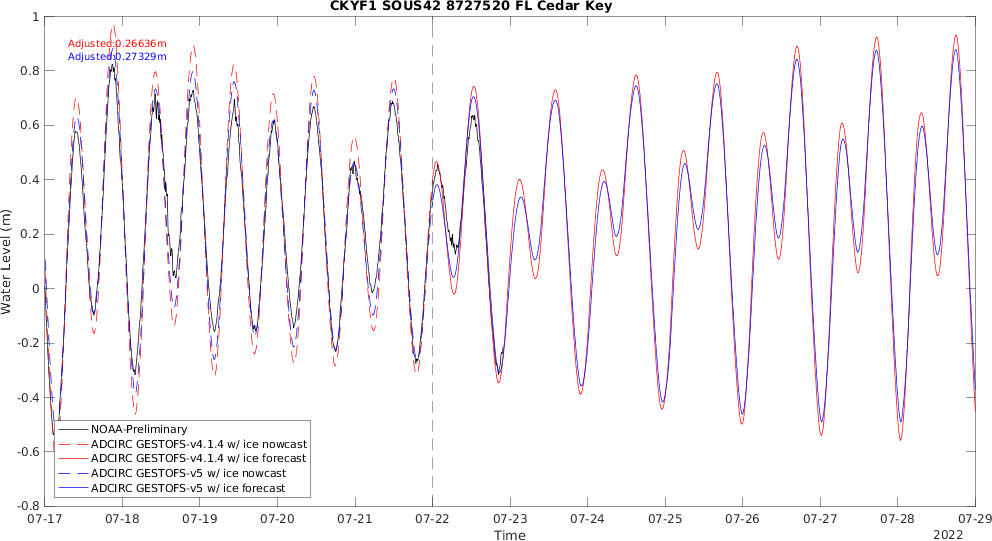 CKYF1 SOUS42 8727520 FL Cedar Key
Adjusted:0.26636m
Adjusted:0.27329m
1
0.8
0.6
0.4
0.2
0
-0.2
-0.4
-0.6
-0.8
Water Level (m)
NOAA-Preliminary
ADCIRC GESTOFS-v4.1.4 w/ ice nowcast
ADCIRC GESTOFS-v4.1.4 w/ ice forecast
ADCIRC GESTOFS-v5 w/ ice nowcast
ADCIRC GESTOFS-v5 w/ ice forecast
07-17 07-18 07-19 07-20 07-21 07-22 07-23 07-24 07-25 07-26 07-27 07-28 07-29
Time
2022